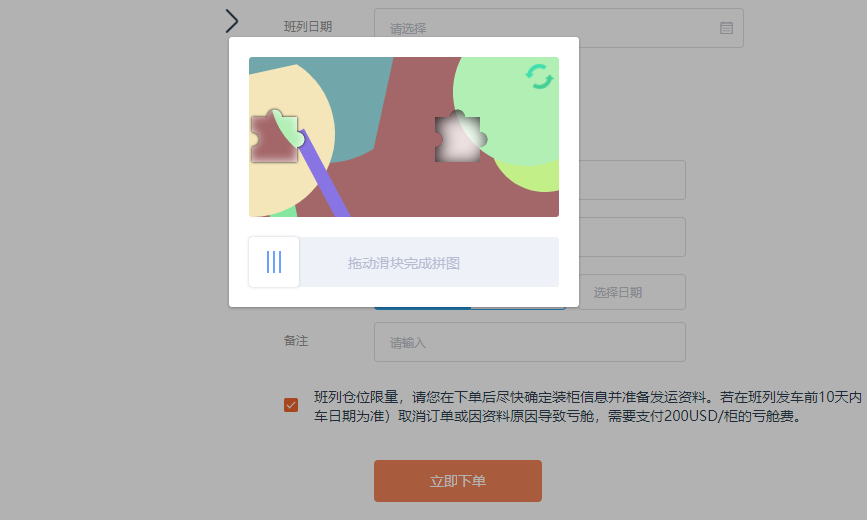 班列日期
请选择
拖动滑块完成拼图
选择日期
备注
请输入
班列仓位限量，请您在下单后尽快确定装柜信息并准备发运资料。若在班列发车前10天内
车日期为准）取消订单或因资料原因导致亏舱，需要支付200USD/柜的亏舱费。
立即下单